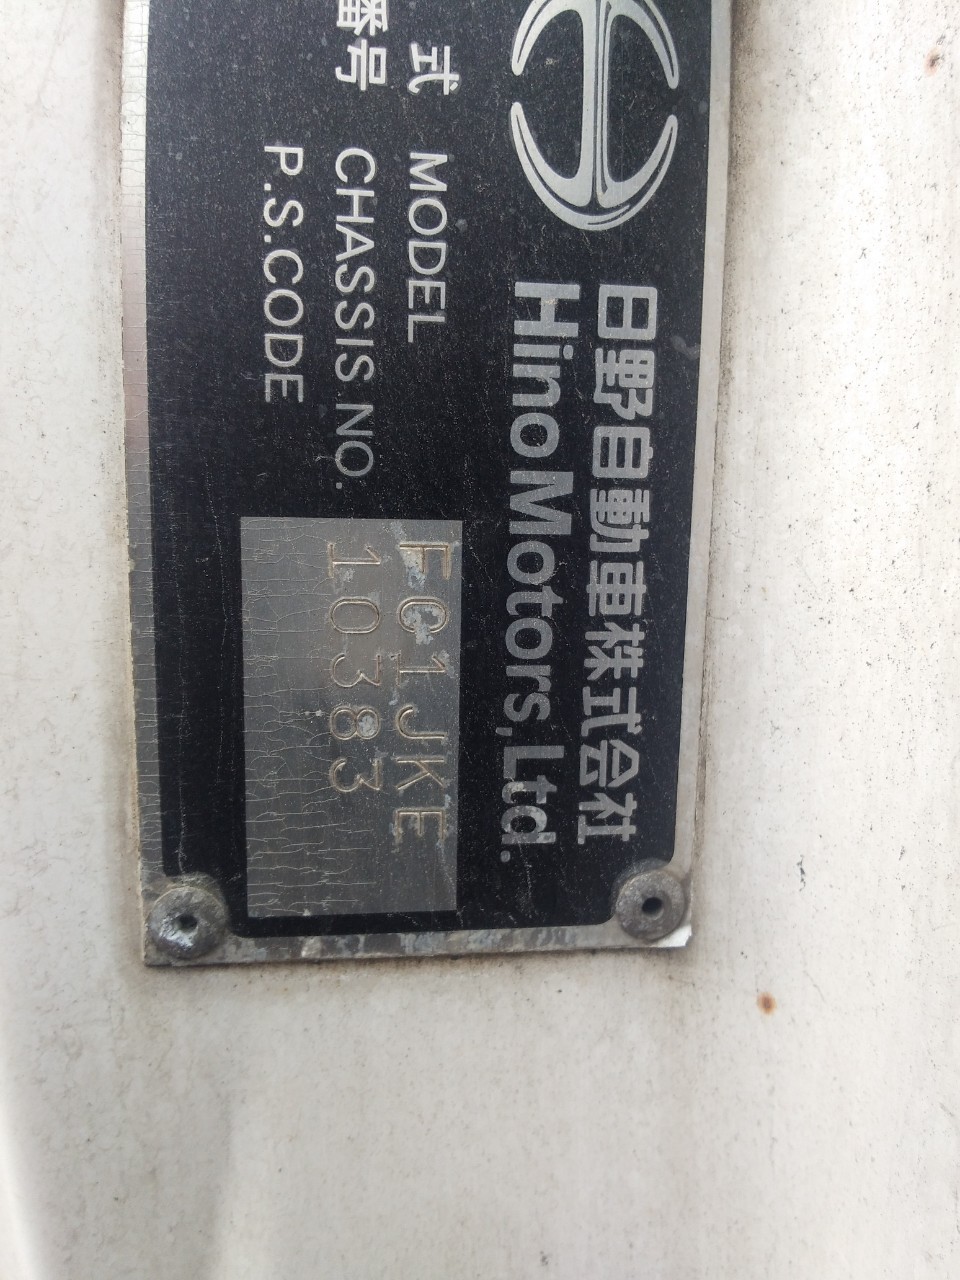 日野自動車株式会社
Hino Motors, Ltd.
式 MODEL FC1JKE
番号 CHASSIS NO. 10383
P.S.CODE